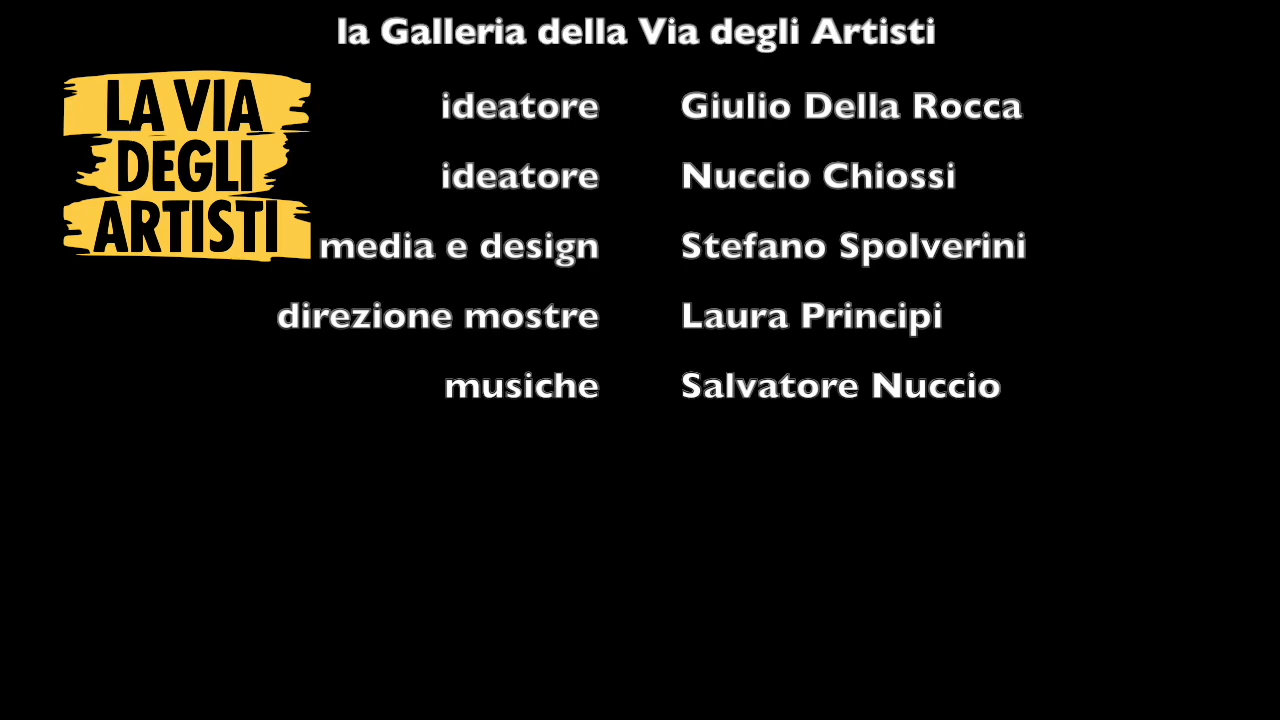 la Galleria della Via degli Artisti
LA VIA
DEGLI
ARTISTI
ideatore Giulio Della Rocca
ideatore Nuccio Chiossi
media e design Stefano Spolverini
direzione mostre Laura Principi
musiche Salvatore Nuccio